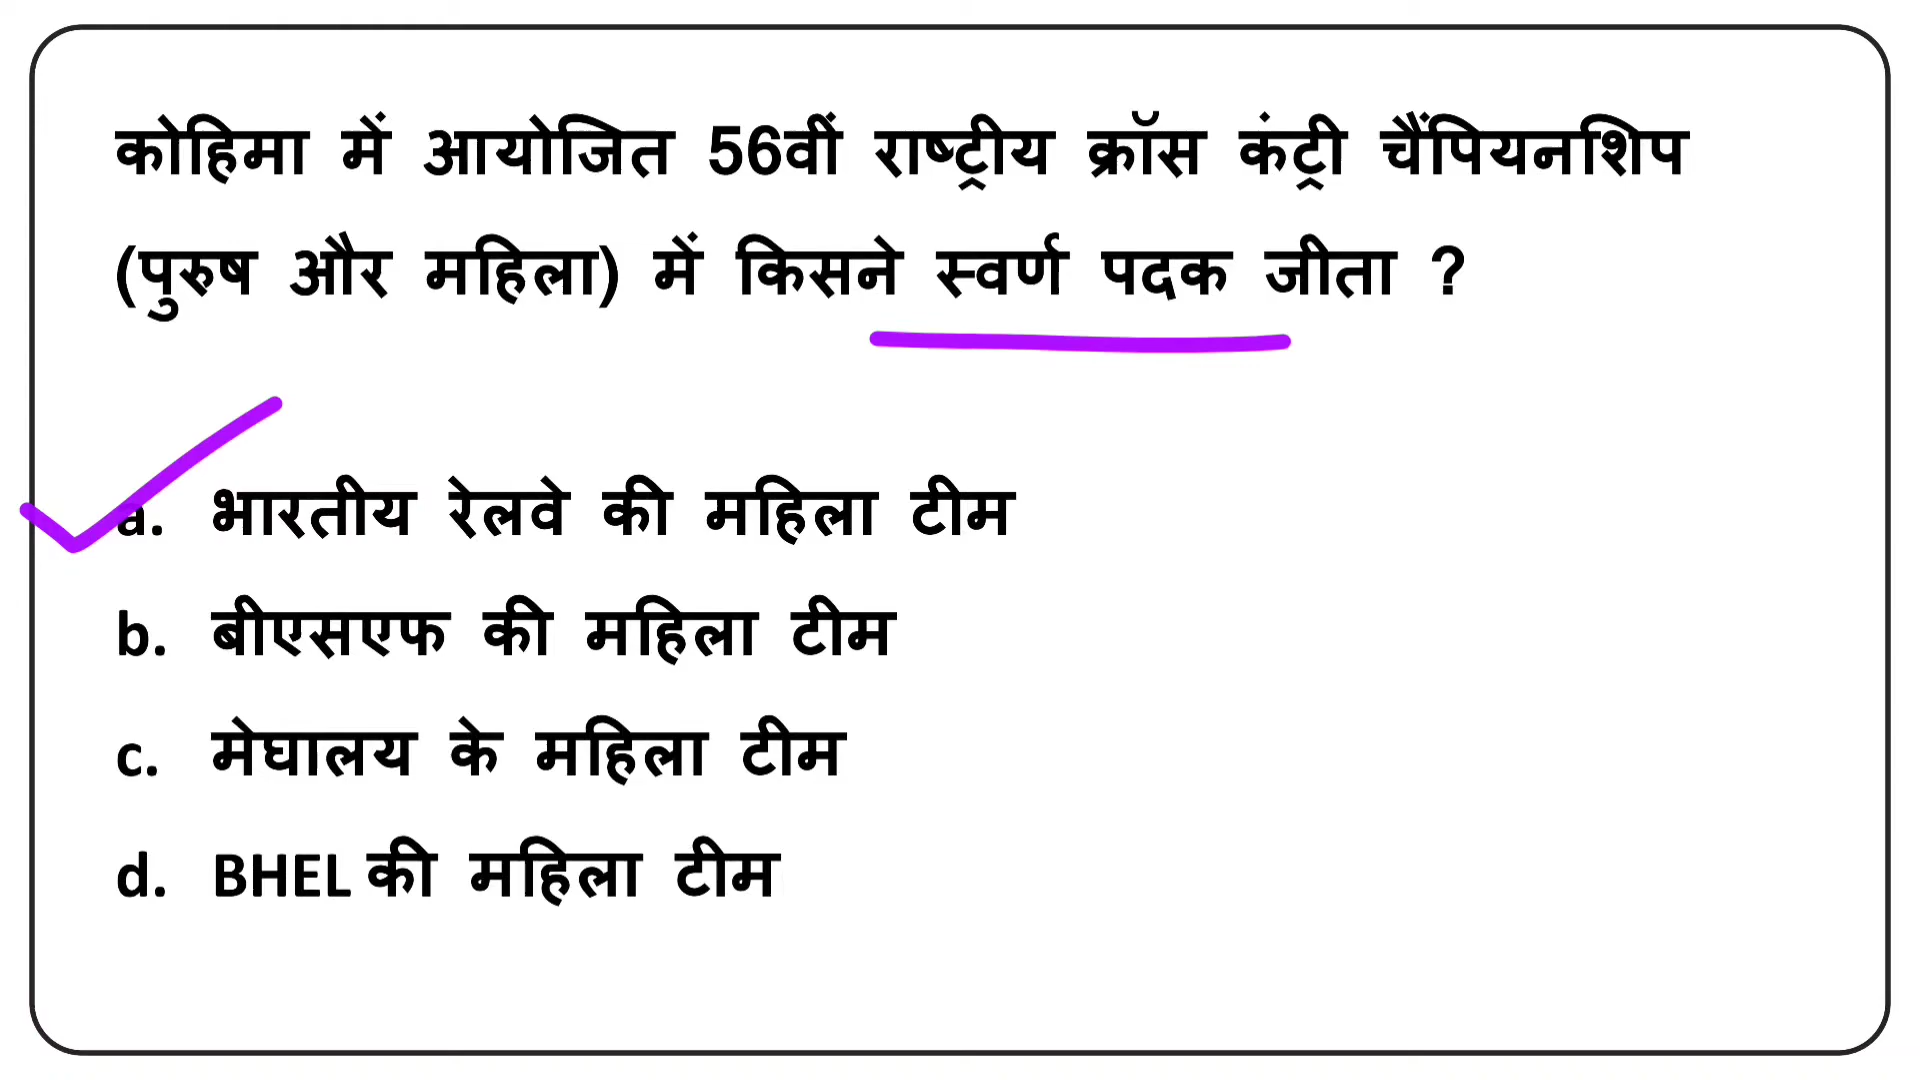 कोहिमा में आयोजित 56वीं राष्ट्रीय क्रॉस कंट्री चैंपियनशिप
(पुरुष और महिला) में किसने स्वर्ण पदक जीता ?
a. भारतीय रेलवे की महिला टीम
b. बीएसएफ की महिला टीम
c. मेघालय के महिला टीम
d. BHEL की महिला टीम